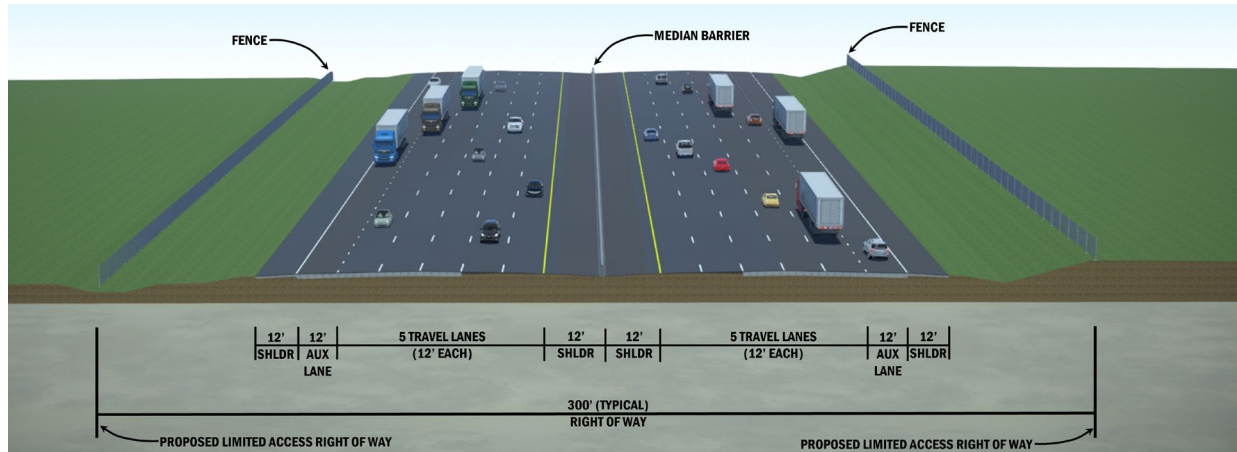 FENCE
MEDIAN BARRIER
FENCE
12'
SHLDR
12'
AUX
LANE
5 TRAVEL LANES
(12' EACH)
12'
SHLDR
12'
SHLDR
5 TRAVEL LANES
(12' EACH)
12'
AUX
LANE
12'
SHLDR
300' (TYPICAL)
RIGHT OF WAY
PROPOSED LIMITED ACCESS RIGHT OF WAY
PROPOSED LIMITED ACCESS RIGHT OF WAY